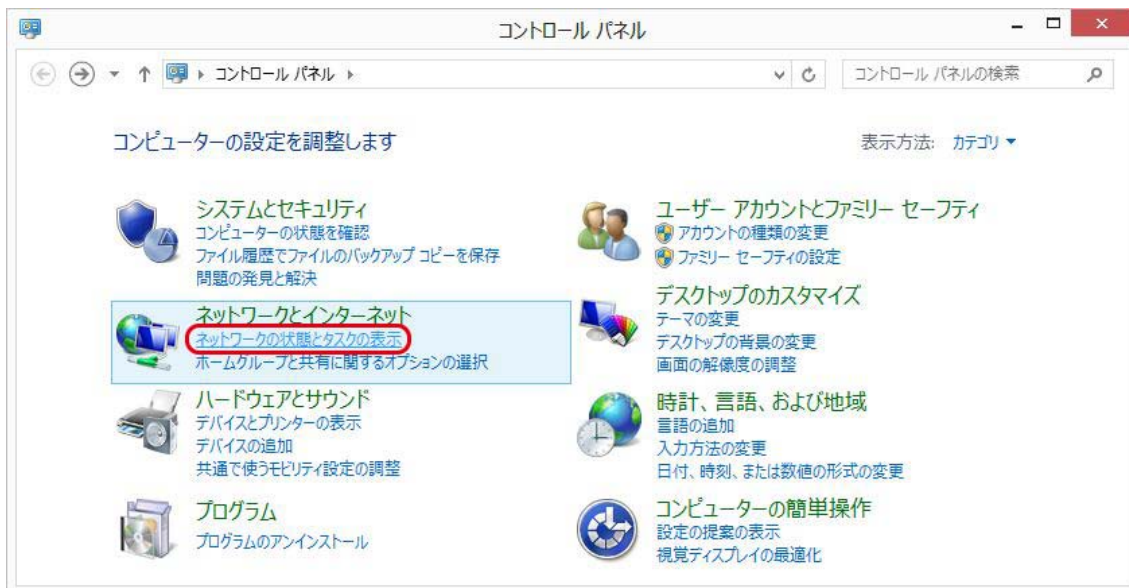 コントロール パネル
コントロール パネル
コントロール パネルの検索
コンピューターの設定を調整します
表示方法: カテゴリ
システムとセキュリティ
コンピューターの状態を確認
ファイル履歴でファイルのバックアップ コピーを保存
問題の発見と解決
ネットワークとインターネット
ネットワークの状態とタスクの表示
ホームグループと共有に関するオプションの選択
ハードウェアとサウンド
デバイスとプリンターの表示
デバイスの追加
共通で使うモビリティ設定の調整
プログラム
プログラムのアンインストール
ユーザー アカウントとファミリー セーフティ
アカウントの種類の変更
ファミリー セーフティの設定
デスクトップのカスタマイズ
テーマの変更
デスクトップの背景の変更
画面の解像度の調整
時計、言語、および地域
言語の追加
入力方法の変更
日付、時刻、または数値の形式の変更
コンピューターの簡単操作
設定の提案の表示
視覚ディスプレイの最適化